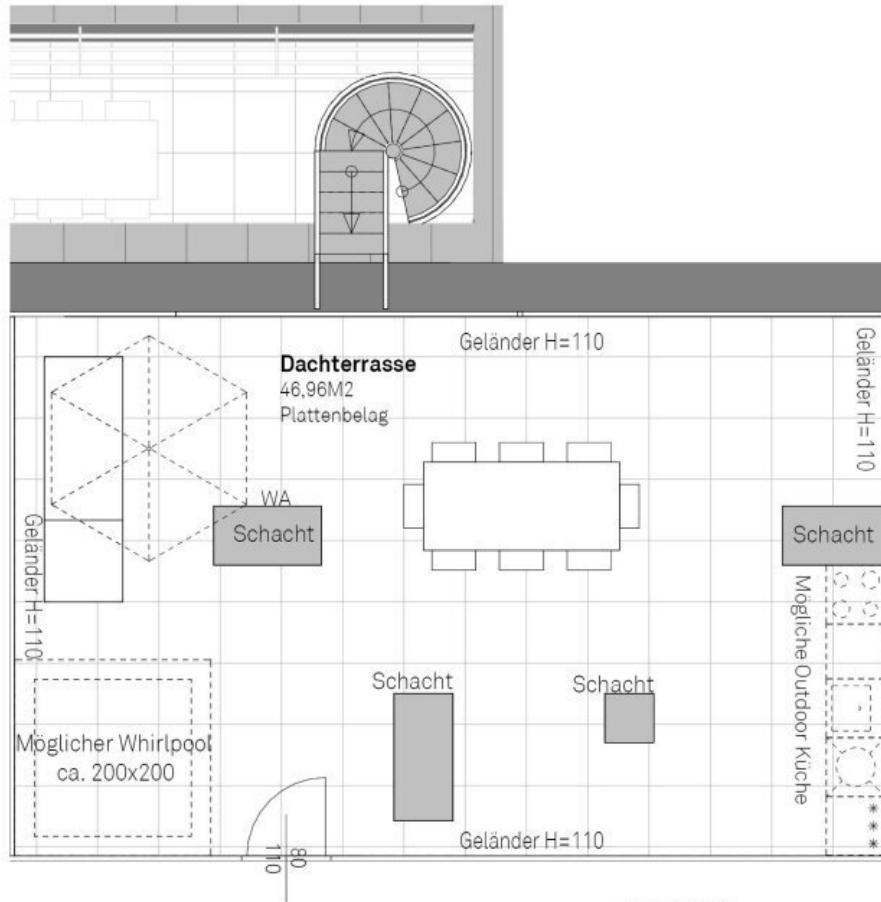 Geländer H=110
Geländer H=110
Dachterrasse
46,96M2
Plattenbelag
WA
Schacht
Schacht
Geländer H=110
Mögliche Outdoor Küche
Schacht
Schacht
Möglicher Whirlpool
ca. 200x200
Geländer H=110
80
110